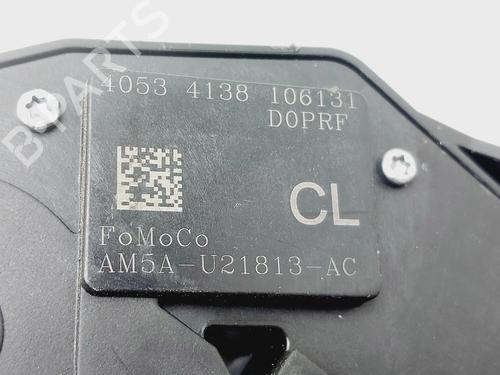 4053 4138 106131
D0PRF
CL
FoMoCo
AM5A-U21813-AC
B PARTS